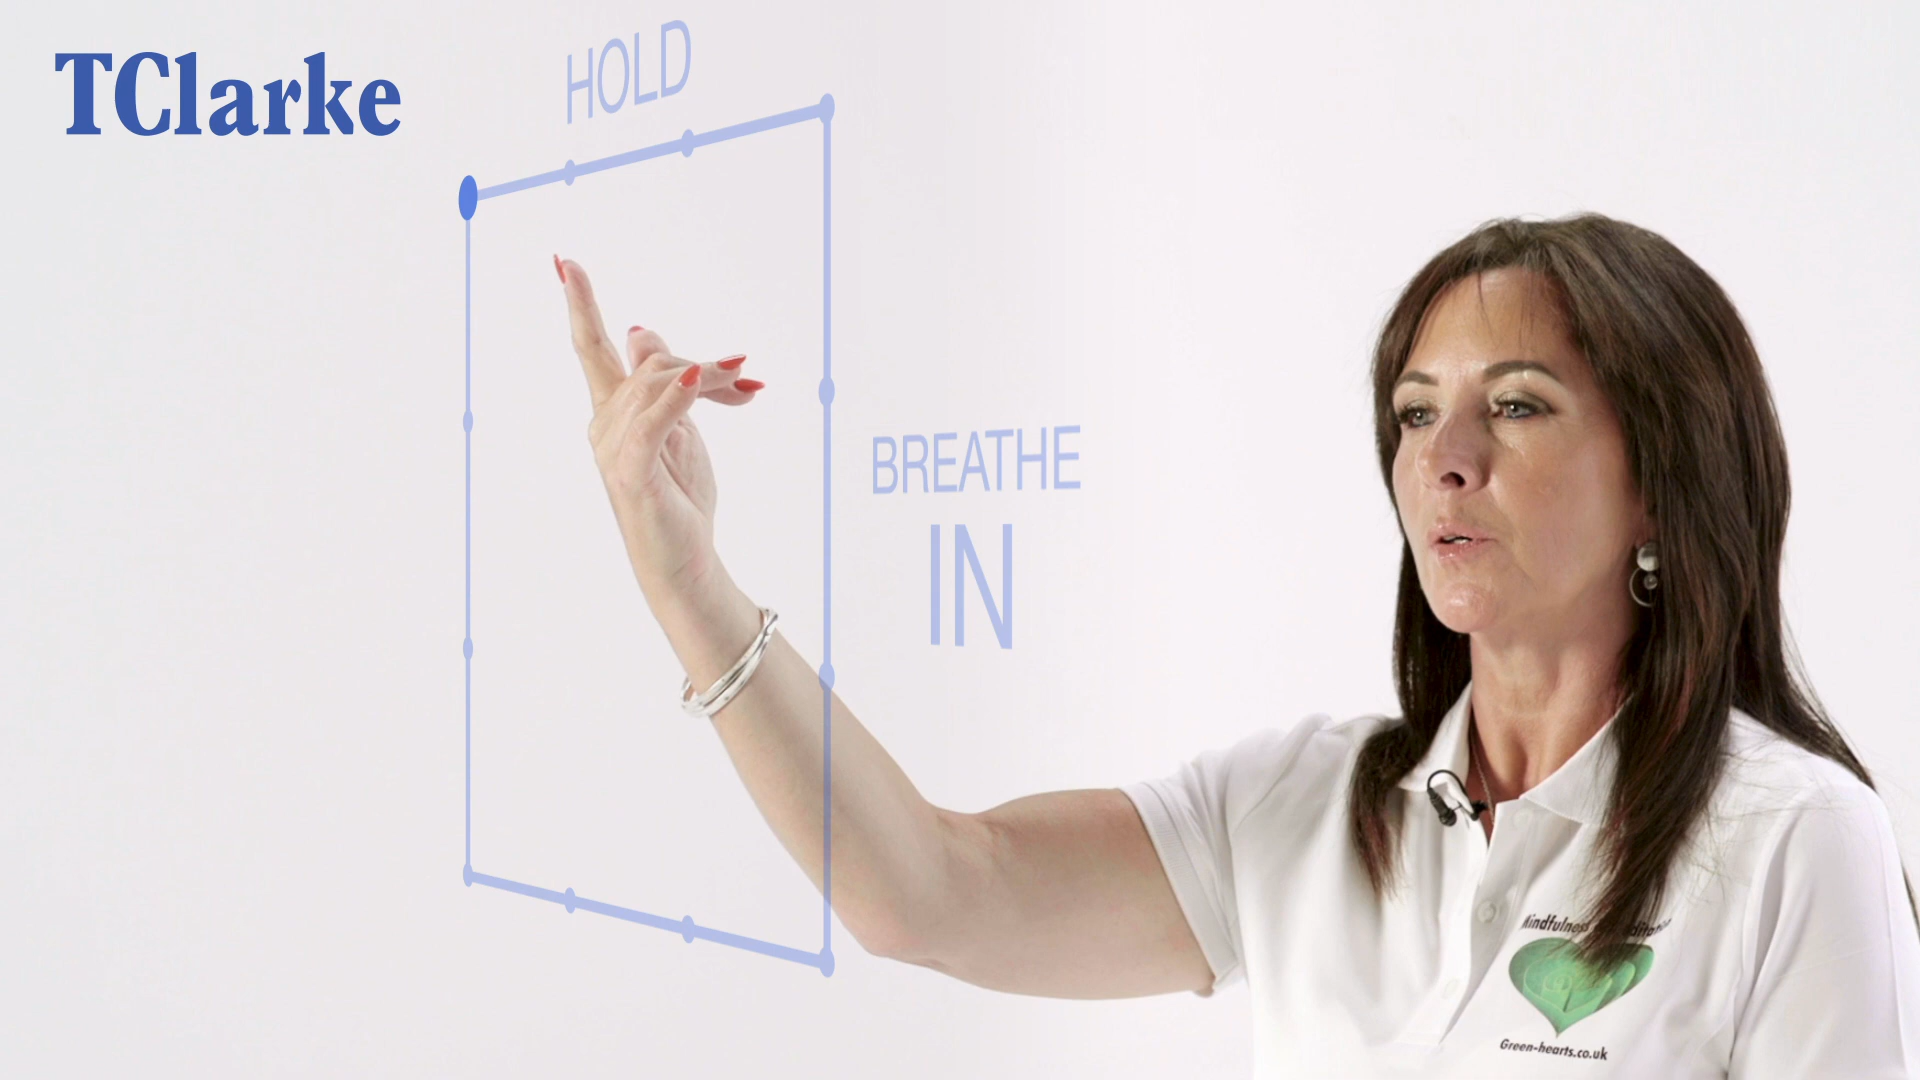 TClarke
HOLD
BREATHE
IN
Green-hearts.co.uk